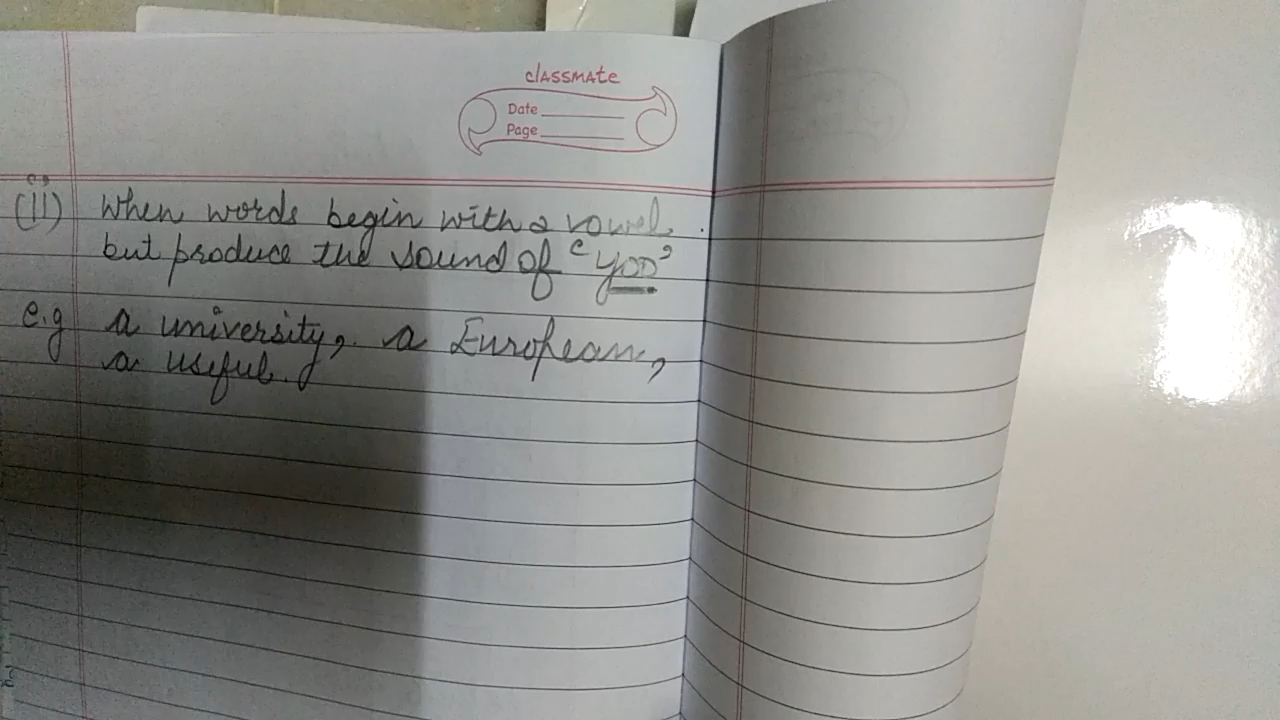 classmate
Date
Page
(ii) When words begin with a vowel
but produce the sound of "yoo"
e.g a university, a European,
a useful.